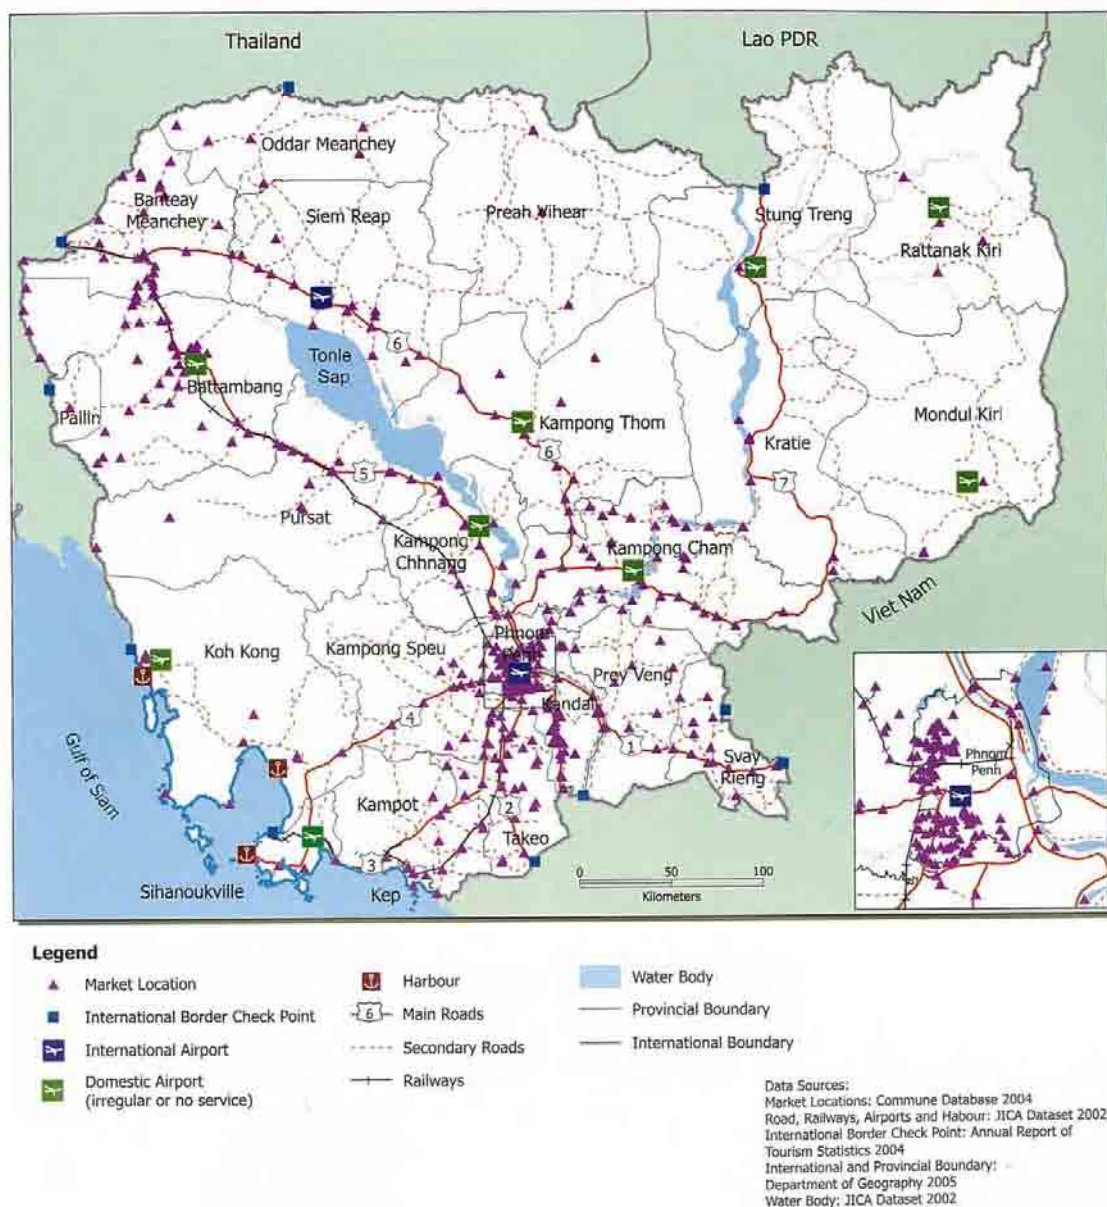 Thailand
Lao PDR
Oddar Meanchey
Banteay
Meanchey
Siem Reap
Preah Vihear
Stung Treng
Rattanak Kiri
Tonle
Sap
6
Battambang
Pailin
Kampong Thom
6
Mondul Kiri
Kratie
5
7
Pursat
Kampong
Chhnang
Kampong Cham
Viet Nam
Koh Kong
Kampong Speu
Phnom
Penh
Prey Veng
Kandal
4
1
Svay
Rieng
Gulf of Siam
Kampot
2
Takeo
3
Sihanoukville
Kep
0 50 100
Kilometers
Phnom
Penh
Legend
Market Location
International Border Check Point
International Airport
Domestic Airport
(irregular or no service)
Harbour
6 Main Roads
Secondary Roads
Railways
Water Body
Provincial Boundary
International Boundary
Data Sources:
Market Locations: Commune Database 2004
Road, Railways, Airports and Habour: JICA Dataset 2002
International Border Check Point: Annual Report of
Tourism Statistics 2004
International and Provincial Boundary:
Department of Geography 2005
Water Body: JICA Dataset 2002